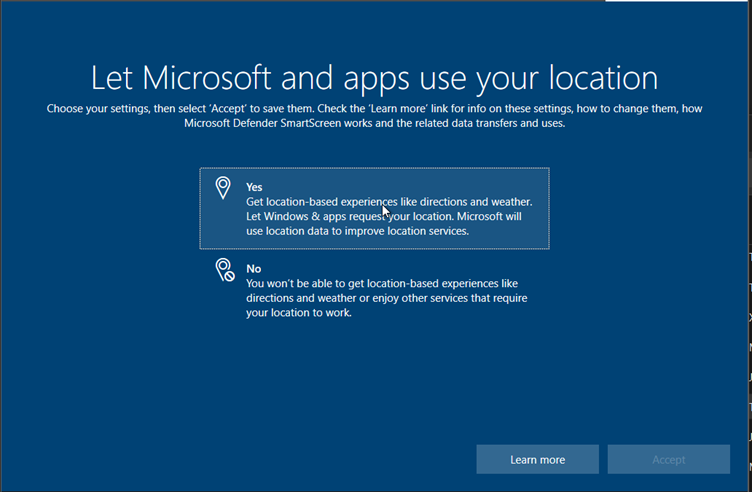 Let Microsoft and apps use your location
Choose your settings, then select ‘Accept’ to save them. Check the ‘Learn more’ link for info on these settings, how to change them, how
Microsoft Defender SmartScreen works and the related data transfers and uses.
Yes
Get location-based experiences like directions and weather.
Let Windows & apps request your location. Microsoft will
use location data to improve location services.
No
You won’t be able to get location-based experiences like
directions and weather or enjoy other services that require
your location to work.
Learn more
Accept